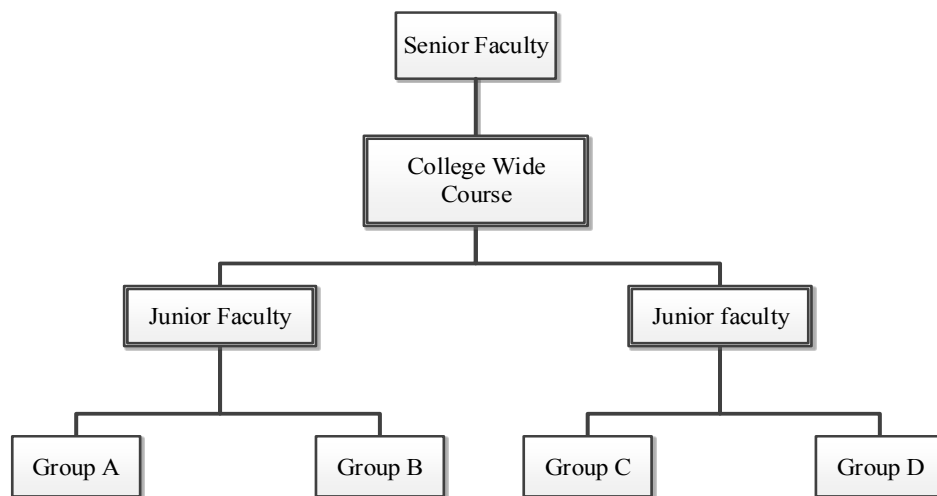 Senior Faculty
College Wide
Course
Junior Faculty
Junior faculty
Group A
Group B
Group C
Group D